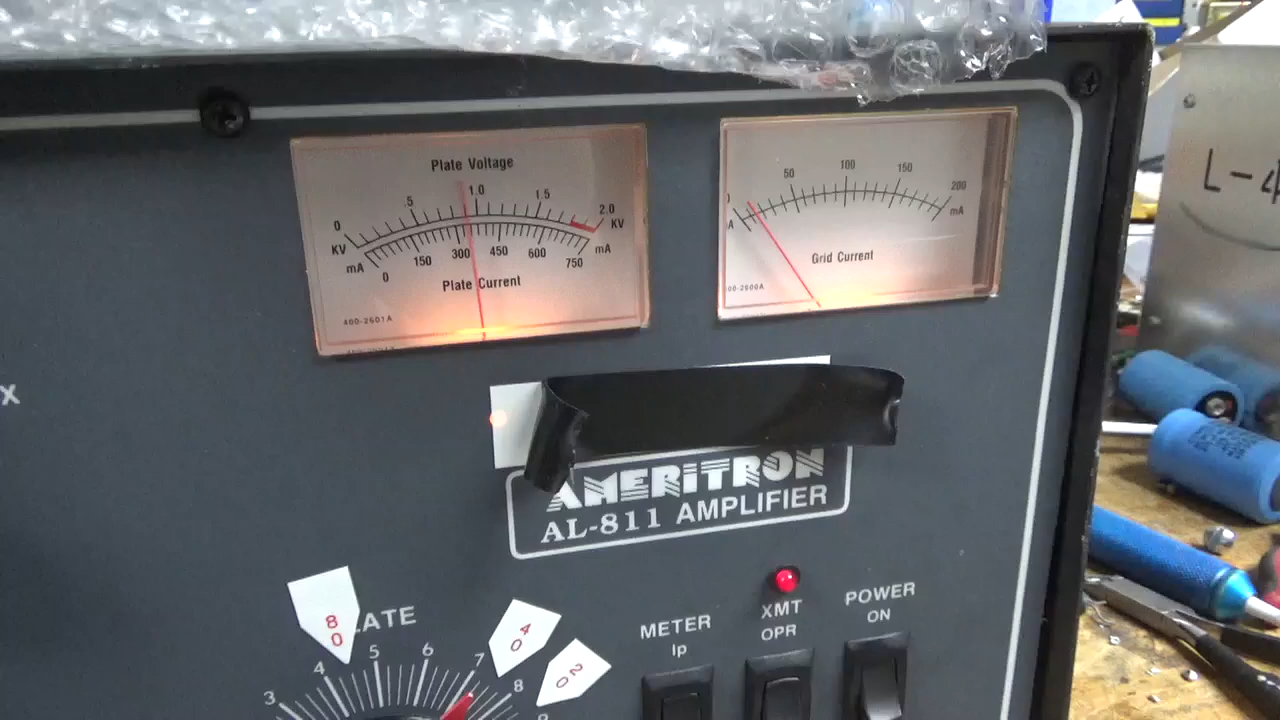 Plate Voltage
0 .5 1.0 1.5 2.0
KV KV
mA 0 150 300 450 600 750 mA
Plate Current
400-2601A
50 100 150 200
mA
Grid Current
00-2600A
L-4
X
AMERITRON
AL-811 AMPLIFIER
80
LATE
40
20
3 4 5 6 7 8
METER
Ip
XMT
OPR
POWER
ON